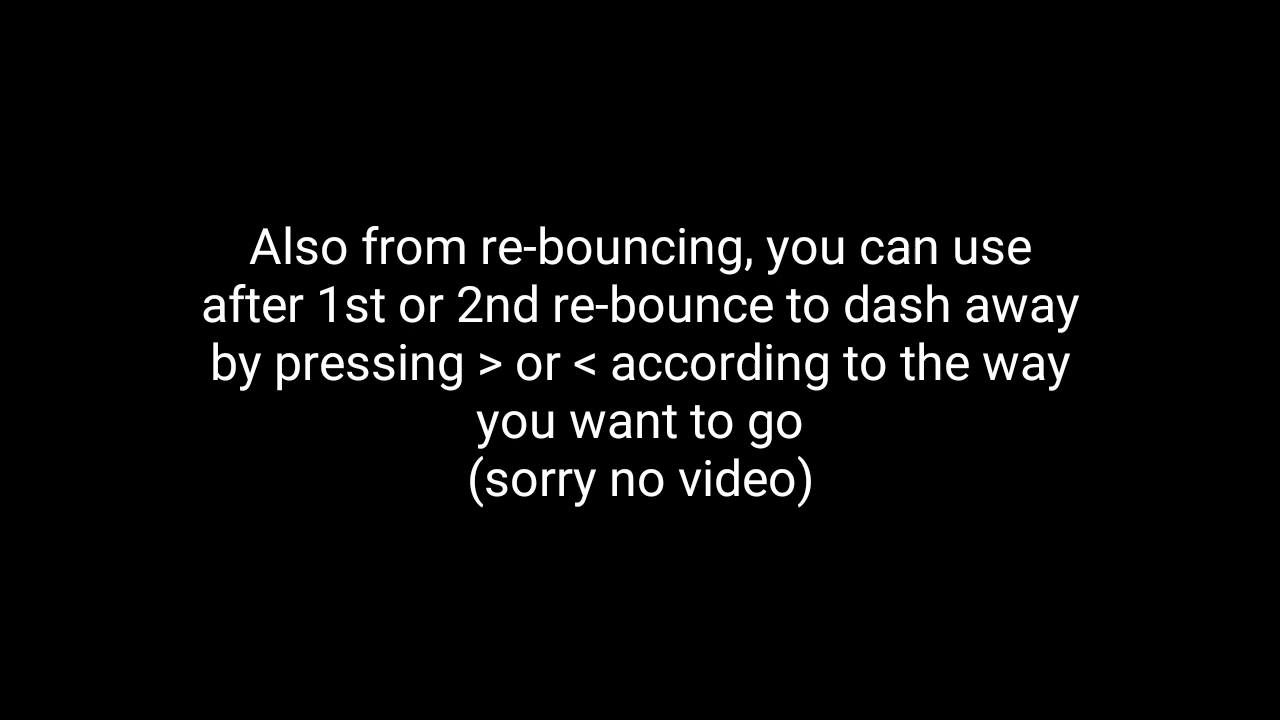 Also from re-bouncing, you can use
after 1st or 2nd re-bounce to dash away
by pressing > or < according to the way
you want to go
(sorry no video)